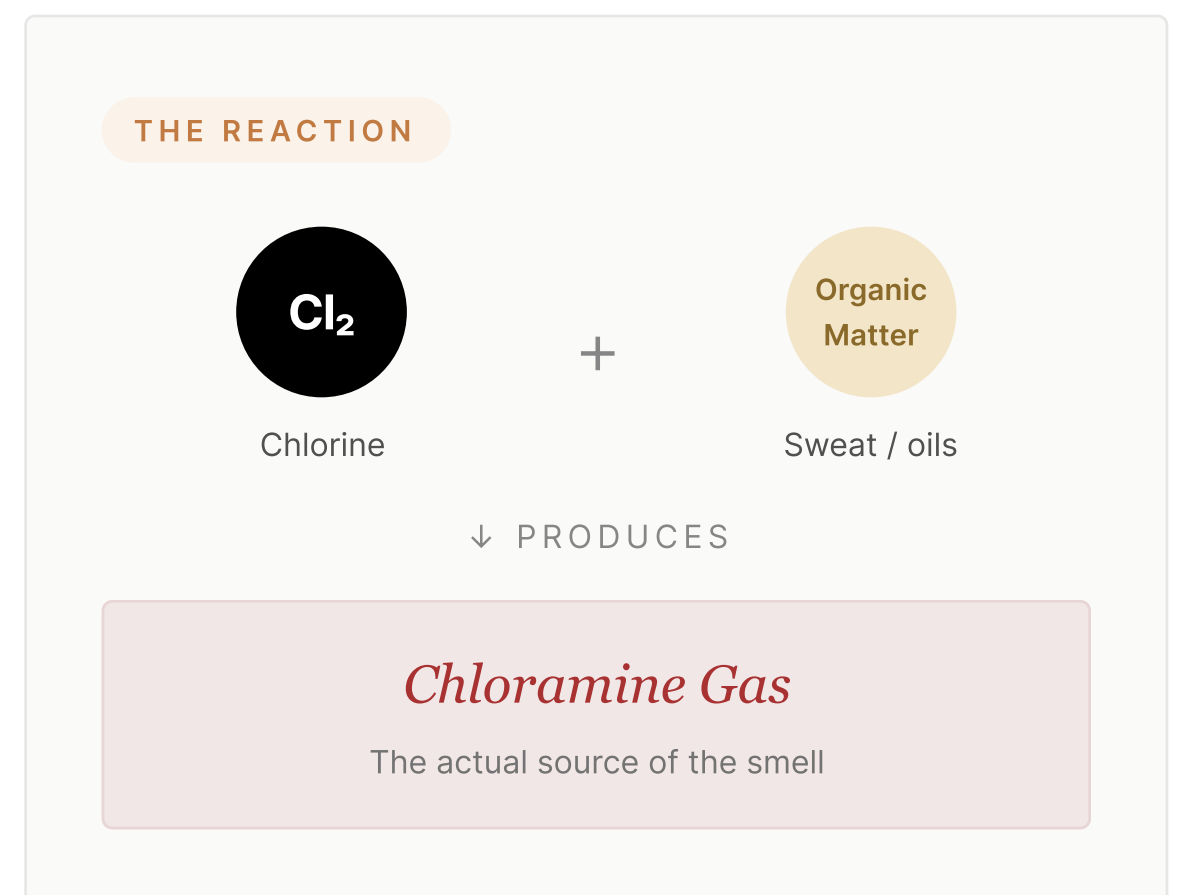 THE REACTION
Cl₂
+
Organic
Matter
Chlorine
Sweat / oils
↓ PRODUCES
Chloramine Gas
The actual source of the smell